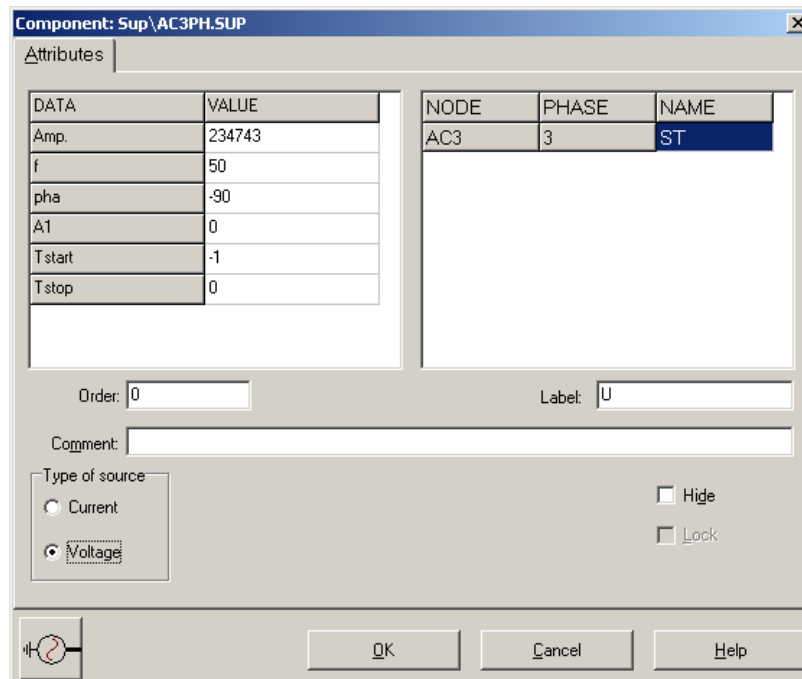 Component: Sup\AC3PH.SUP
Attributes
DATA VALUE
Amp. 234743
f 50
pha -90
A1 0
Tstart -1
Tstop 0
NODE PHASE NAME
AC3 3 ST
Order: 0
Label: U
Comment:
Type of source
Current
Voltage
Hide
Lock
OK Cancel Help